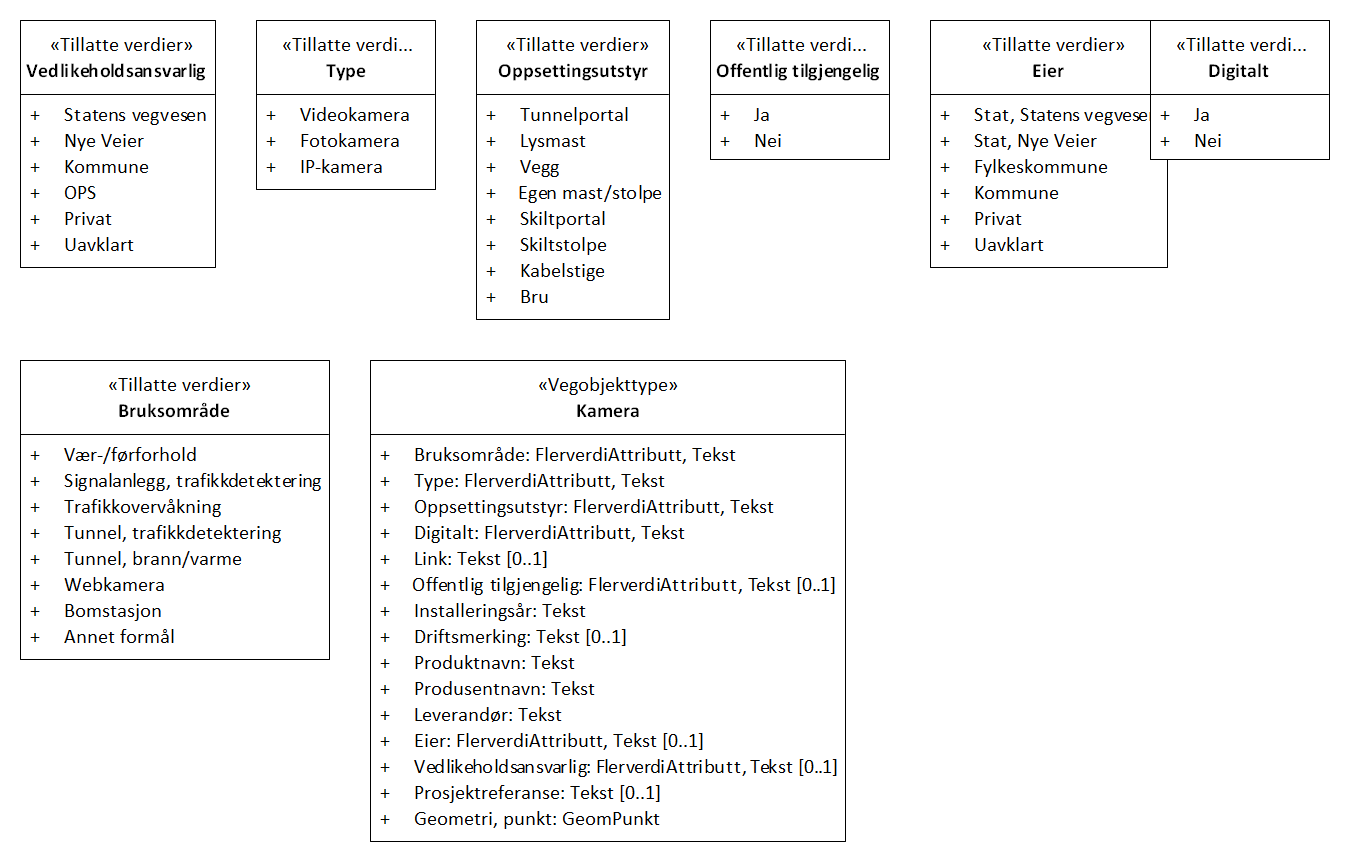 «Tillatte verdier»
Vedlikeholdsansvarlig
+ Statens vegvesen
+ Nye Veier
+ Kommune
+ OPS
+ Privat
+ Uavklart
«Tillatte verdi...
Type
+ Videokamera
+ Fotokamera
+ IP-kamera
«Tillatte verdier»
Oppsettingsutstyr
+ Tunnelportal
+ Lysmast
+ Vegg
+ Egen mast/stolpe
+ Skiltportal
+ Skiltstolpe
+ Kabelstige
+ Bru
«Tillatte verdi...
Offentlig tilgjengelig
+ Ja
+ Nei
«Tillatte verdier»
Eier
+ Stat, Statens vegvesen
+ Stat, Nye Veier
+ Fylkeskommune
+ Kommune
+ Privat
+ Uavklart
«Tillatte verdi...
Digitalt
+ Ja
+ Nei
«Tillatte verdier»
Bruksområde
+ Vær-/førforhold
+ Signalanlegg, trafikkdetektering
+ Trafikkovervåkning
+ Tunnel, trafikkdetektering
+ Tunnel, brann/varme
+ Webkamera
+ Bomstasjon
+ Annet formål
«Vegobjekttype»
Kamera
+ Bruksområde: FlerverdiAttributt, Tekst
+ Type: FlerverdiAttributt, Tekst
+ Oppsettingsutstyr: FlerverdiAttributt, Tekst
+ Digitalt: FlerverdiAttributt, Tekst
+ Link: Tekst [0..1]
+ Offentlig tilgjengelig: FlerverdiAttributt, Tekst [0..1]
+ Installeringsår: Tekst
+ Driftsmerking: Tekst [0..1]
+ Produktnavn: Tekst
+ Produsentnavn: Tekst
+ Leverandør: Tekst
+ Eier: FlerverdiAttributt, Tekst [0..1]
+ Vedlikeholdsansvarlig: FlerverdiAttributt, Tekst [0..1]
+ Prosjektreferanse: Tekst [0..1]
+ Geometri, punkt: GeomPunkt